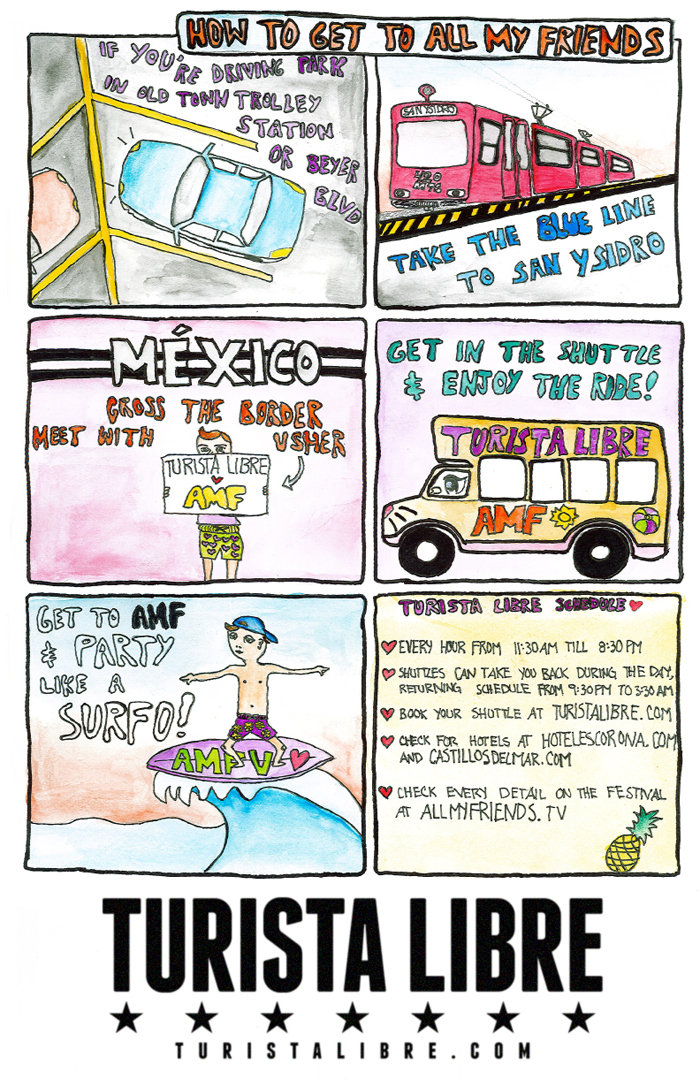 HOW TO GET TO ALL MY FRIENDS
IF YOU'RE DRIVING PARK
IN OLD TOWN TROLLEY
STATION
OR BEYER
BLVD
SAN YSIDRO
TAKE THE BLUE LINE
TO SAN YSIDRO
MÉXICO
CROSS THE BORDER
MEET WITH USHER
TURISTA LIBRE
AMF
GET IN THE SHUTTLE
& ENJOY THE RIDE!
TURISTA LIBRE
AMF
GET TO AMF
& PARTY
LIKE A
SURFO!
AMF V
TURISTA LIBRE SCHEDULE
EVERY HOUR FROM 11:30AM TILL 8:30PM
SHUTTLES CAN TAKE YOU BACK DURING THE DAY,
RETURNING SCHEDULE FROM 9:30PM TO 3:30AM
BOOK YOUR SHUTTLE AT TURISTALIBRE.COM
CHECK FOR HOTELS AT HOTELESCORONA.COM
AND CASTILLOSDELMAR.COM
CHECK EVERY DETAIL ON THE FESTIVAL
AT ALLMYFRIENDS.TV
TURISTA LIBRE
TURISTALIBRE.COM